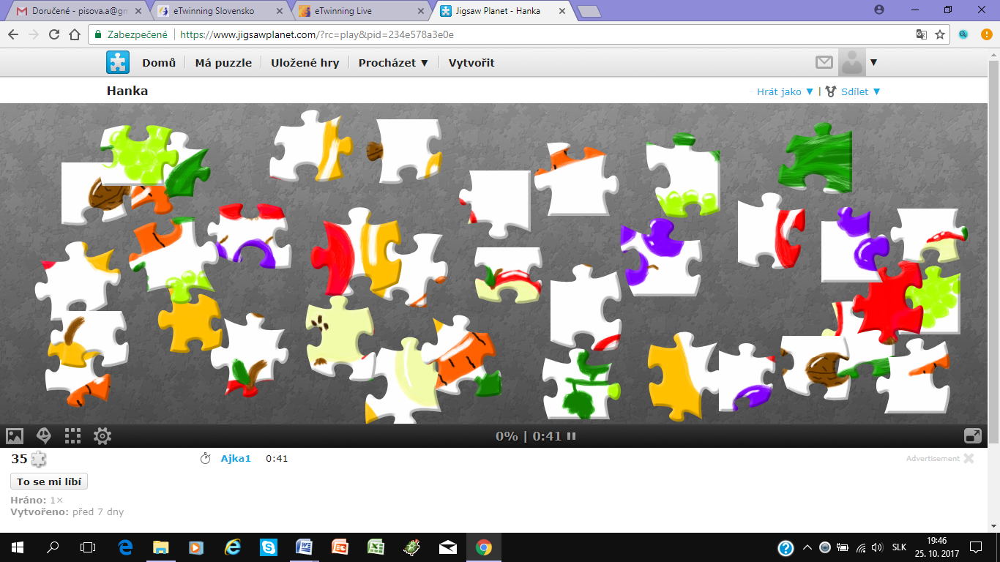 Doručené - pisova.a@gm
eTwinning Slovensko
eTwinning Live
Jigsaw Planet - Hanka
Zabezpečené https://www.jigsawplanet.com/?rc=play&pid=234e578a3e0e
Domů Má puzzle Uložené hry Procházet ▼ Vytvořit
Hanka
Hrát jako ▼ | Sdílet ▼
0% | 0:41
35
Ajka1 0:41
Advertisement
To se mi líbí
Hráno: 1×
Vytvořeno: před 7 dny
SLK
19:46
25. 10. 2017